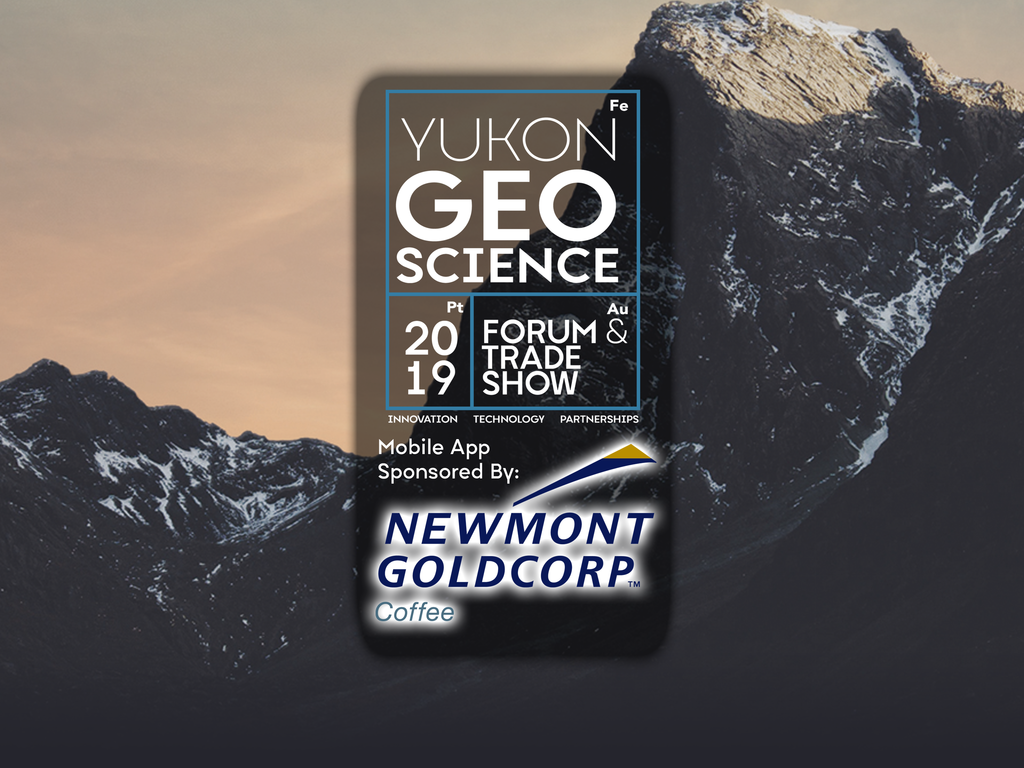 Fe
YUKON
GEO
SCIENCE
Pt
20
19
Au
FORUM &
TRADE
SHOW
INNOVATION TECHNOLOGY PARTNERSHIPS
Mobile App
Sponsored By:
NEWMONT
GOLDCORP™
Coffee